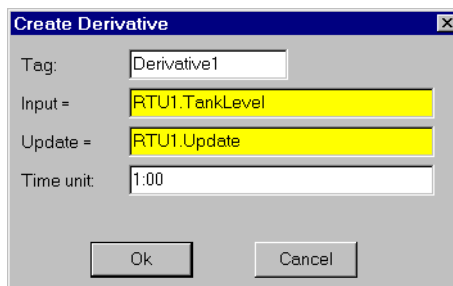 Create Derivative
Tag: Derivative1
Input = RTU1.TankLevel
Update = RTU1.Update
Time unit: 1:00
Ok Cancel